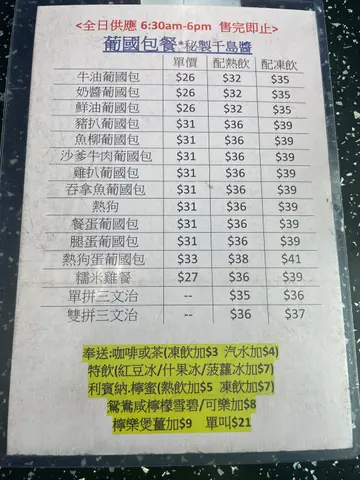 <全日供應 6:30am-6pm 售完即止>
葡國包餐*秘製千島醬
單價 配熱飲 配凍飲
牛油葡國包 $26 $32 $35
奶醬葡國包 $26 $32 $35
鮮油葡國包 $26 $32 $35
豬扒葡國包 $31 $36 $39
魚柳葡國包 $31 $36 $39
沙爹牛肉葡國包 $31 $36 $39
雞扒葡國包 $31 $36 $39
吞拿魚葡國包 $31 $36 $39
熱狗 $31 $36 $39
餐蛋葡國包 $31 $36 $39
腿蛋葡國包 $31 $36 $39
熱狗蛋葡國包 $33 $38 $41
糯米雞餐 $27 $36 $39
單拼三文治 -- $35 $36
雙拼三文治 -- $36 $37
奉送:咖啡或茶(凍飲加$3 汽水加$4)
特飲(紅豆冰/什果冰/菠蘿冰加$7)
利賓納.檸蜜(熱飲加$5 凍飲加$7)
鴛鴦咸檸檬雪碧/可樂加$8
檸樂煲薑加$9 單叫$21